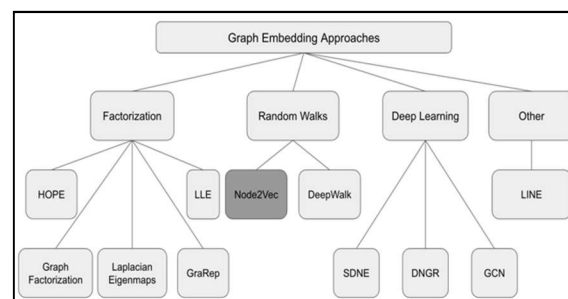 Graph Embedding Approaches
Factorization
Random Walks
Deep Learning
Other
HOPE
LLE
Node2Vec
DeepWalk
LINE
Graph
Factorization
Laplacian
Eigenmaps
GraRep
SDNE
DNGR
GCN